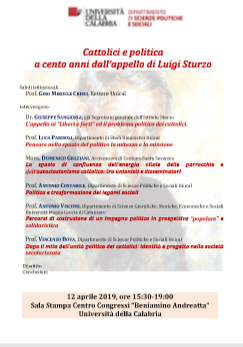 UNIVERSITÀ
DELLA CALABRIA
DIPARTIMENTO
DI SCIENZE POLITICHE
E SOCIALI
Cattolici e politica
a cento anni dall'appello di Luigi Sturzo
Saluti istituzionali
Prof. Gino Mirocle Crisci, Rettore Unical
Intervengono:
Dr. Giuseppe Sangiorgi, già Segretario generale dell'Istituto Sturzo
L'appello ai "Liberi e forti" ed il problema politico dei cattolici.
Prof. Luca Parisoli, Dipartimento di Studi Umanistici Unical
Pensare nello spazio del politico la natura e la missione
Mons. Domenico Graziani, Arcivescovo di Crotone-Santa Severina
Lo spazio di confluenza dell'energia vitale della parrocchia e
dell'associazionismo cattolico: tra unionisti e disseminatori
Prof. Antonio Costabile, Dipartimento di Scienze Politiche e Sociali Unical
Politica e trasformazione dei legami sociali
Prof. Antonio Viscomi, Dipartimento di Scienze Giuridiche, Storiche, Economiche e Sociali
Università Magna Graecia di Catanzaro
Percorsi di costruzione di un impegno politico in prospettiva "popolare" e
solidaristica
Prof. Vincenzo Bova, Dipartimento di Scienze Politiche e Sociali Unical
Dopo il mito dell'unità politica dei cattolici: identità e progetto nella società
secolarizzata
Dibattito
Conclusioni
12 aprile 2019, ore 15:30-19:00
Sala Stampa Centro Congressi "Beniamino Andreatta"
Università della Calabria